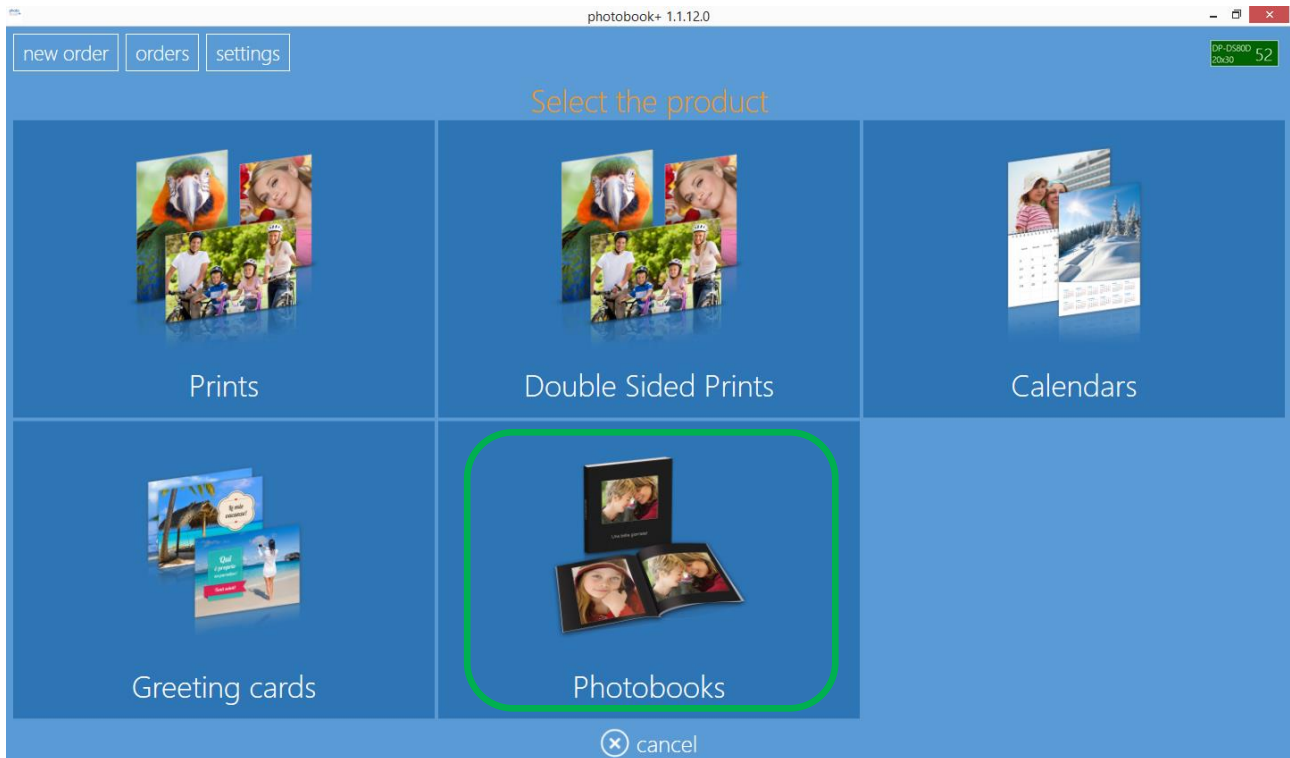 photobook+ 1.1.12.0
new order orders settings
DP-DS80D
20x30
52
Select the product
Prints
Double Sided Prints
Calendars
Greeting cards
Photobooks
cancel